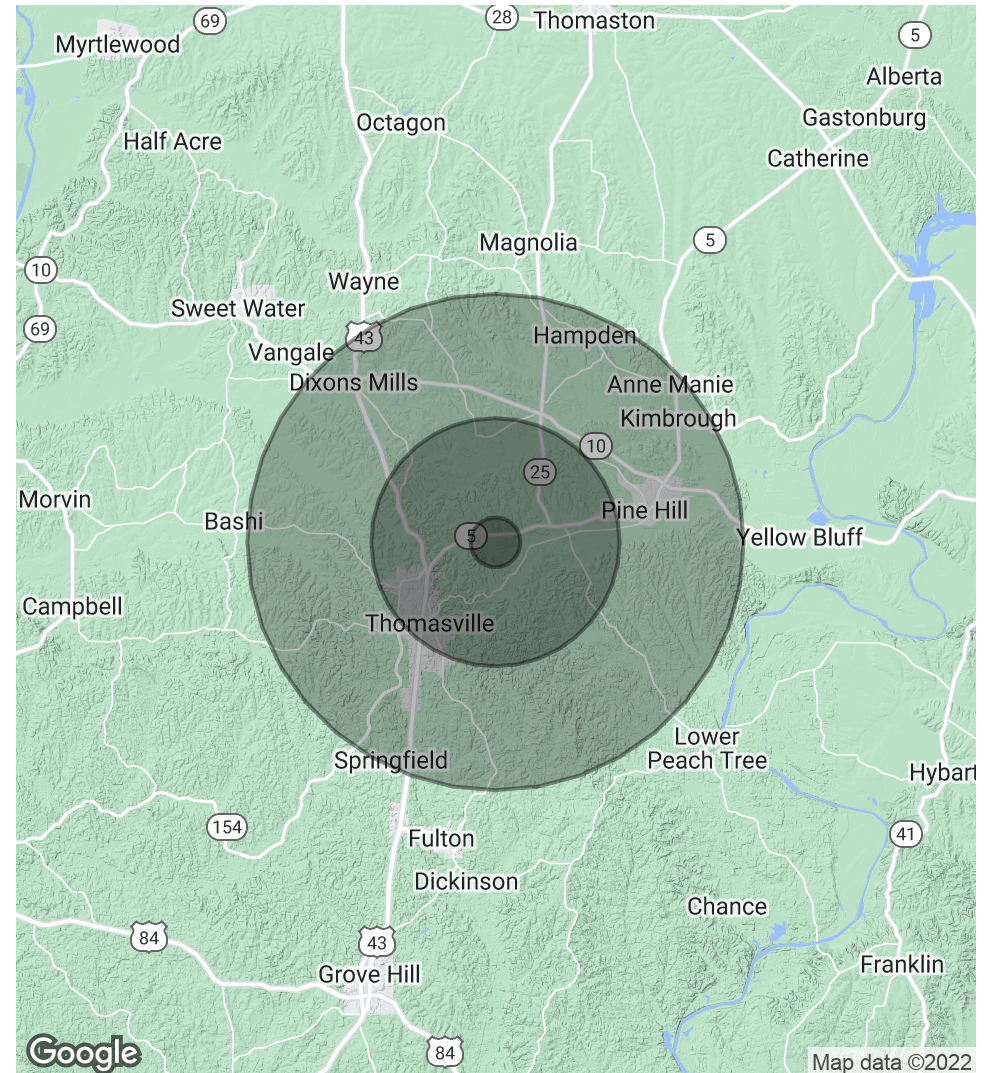 69
28
Thomaston
Myrtlewood
5
Alberta
Octagon
Gastonburg
Half Acre
Catherine
Magnolia
5
10
Wayne
Sweet Water
69
43
Hampden
Vangale
Dixons Mills
Anne Manie
Kimbrough
10
25
Morvin
Pine Hill
Bashi
5
Yellow Bluff
Campbell
Thomasville
Lower
Peach Tree
Springfield
Hybart
154
41
Fulton
Dickinson
Chance
84
43
Franklin
Grove Hill
84
Google
Map data ©2022